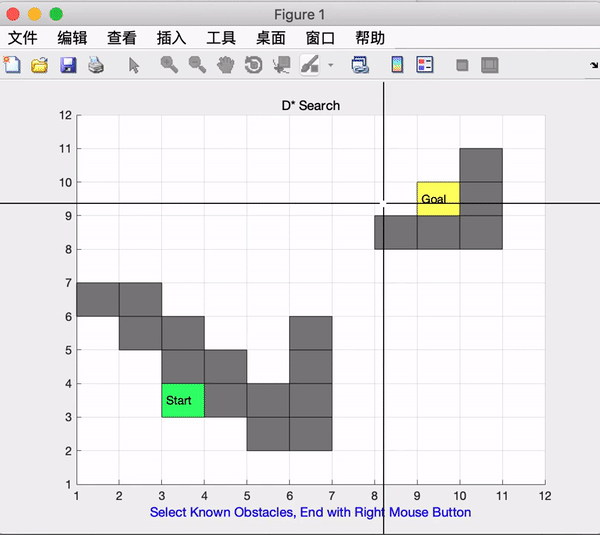 Figure 1
文件 编辑 查看 插入 工具 桌面 窗口 帮助
D* Search
12
11
10
Goal
9
8
7
6
5
4
Start
3
2
1
1 2 3 4 5 6 7 8 9 10 11 12
Select Known Obstacles, End with Right Mouse Button